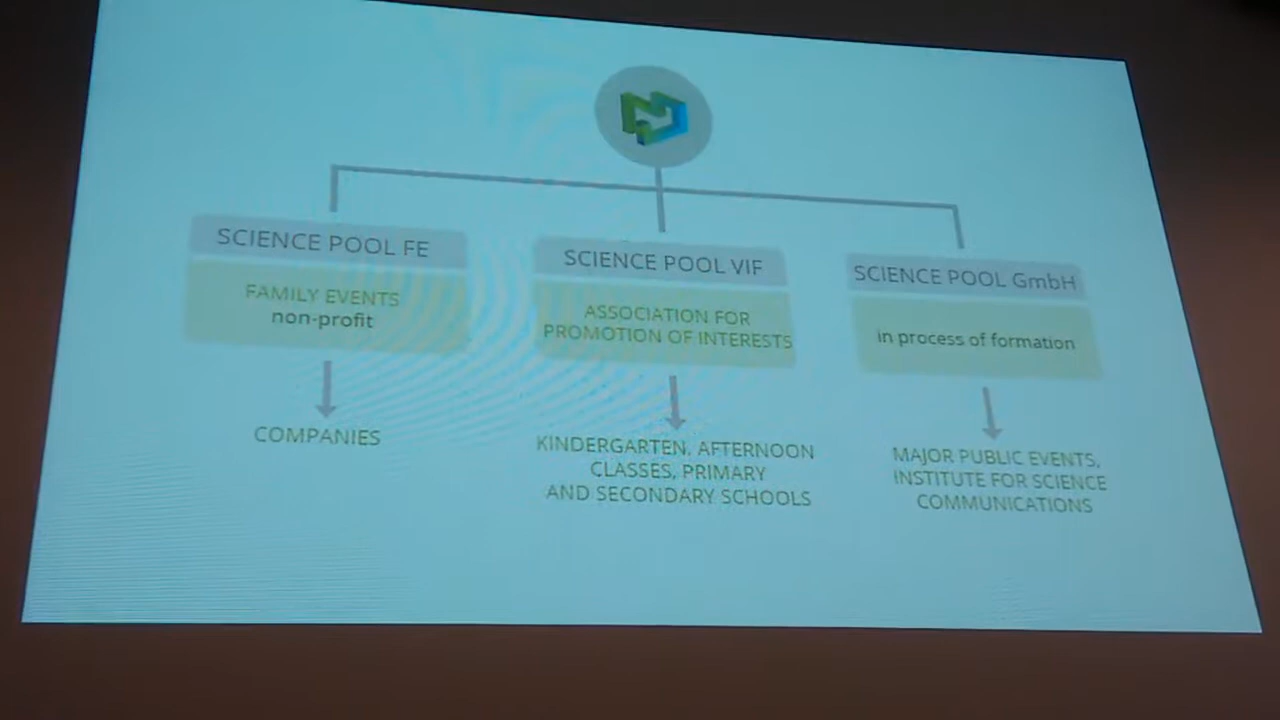 SCIENCE POOL FE
FAMILY EVENTS
non-profit
COMPANIES
SCIENCE POOL VIF
ASSOCIATION FOR
PROMOTION OF INTERESTS
KINDERGARTEN, AFTERNOON
CLASSES, PRIMARY
AND SECONDARY SCHOOLS
SCIENCE POOL GmbH
in process of formation
MAJOR PUBLIC EVENTS,
INSTITUTE FOR SCIENCE
COMMUNICATIONS